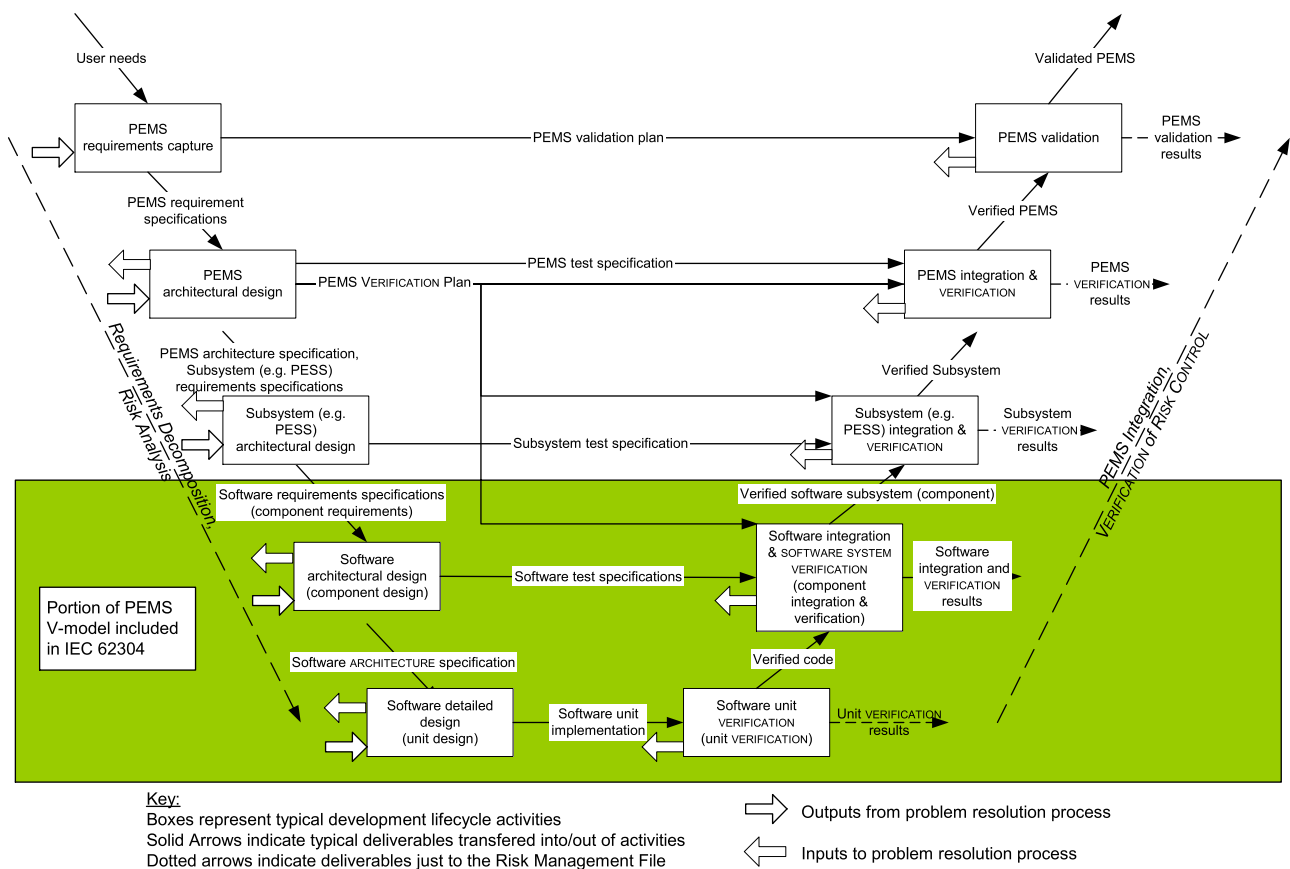 User needs
Validated PEMS
PEMS
requirements capture
PEMS validation plan
PEMS validation
PEMS
validation
results
PEMS requirement
specifications
Verified PEMS
PEMS
architectural design
PEMS test specification
PEMS VERIFICATION Plan
PEMS integration &
VERIFICATION
PEMS
VERIFICATION
results
Requirements Decomposition,
Risk Analysis
PEMS architecture specification,
Subsystem (e.g. PESS)
requirements specifications
Verified Subsystem
PEMS Integration,
VERIFICATION of RISK CONTROL
Subsystem (e.g.
PESS)
architectural design
Subsystem test specification
Subsystem (e.g.
PESS) integration &
VERIFICATION
Subsystem
VERIFICATION
results
Software requirements specifications
(component requirements)
Verified software subsystem (component)
Software
architectural design
(component design)
Software test specifications
Software integration
& SOFTWARE SYSTEM
VERIFICATION
(component
integration &
verification)
Software
integration and
VERIFICATION
results
Portion of PEMS
V-model included
in IEC 62304
Software ARCHITECTURE specification
Verified code
Software detailed
design
(unit design)
Software unit
implementation
Software unit
VERIFICATION
(unit VERIFICATION)
Unit VERIFICATION
results
Key:
Boxes represent typical development lifecycle activities
Solid Arrows indicate typical deliverables transfered into/out of activities
Dotted arrows indicate deliverables just to the Risk Management File
Outputs from problem resolution process
Inputs to problem resolution process